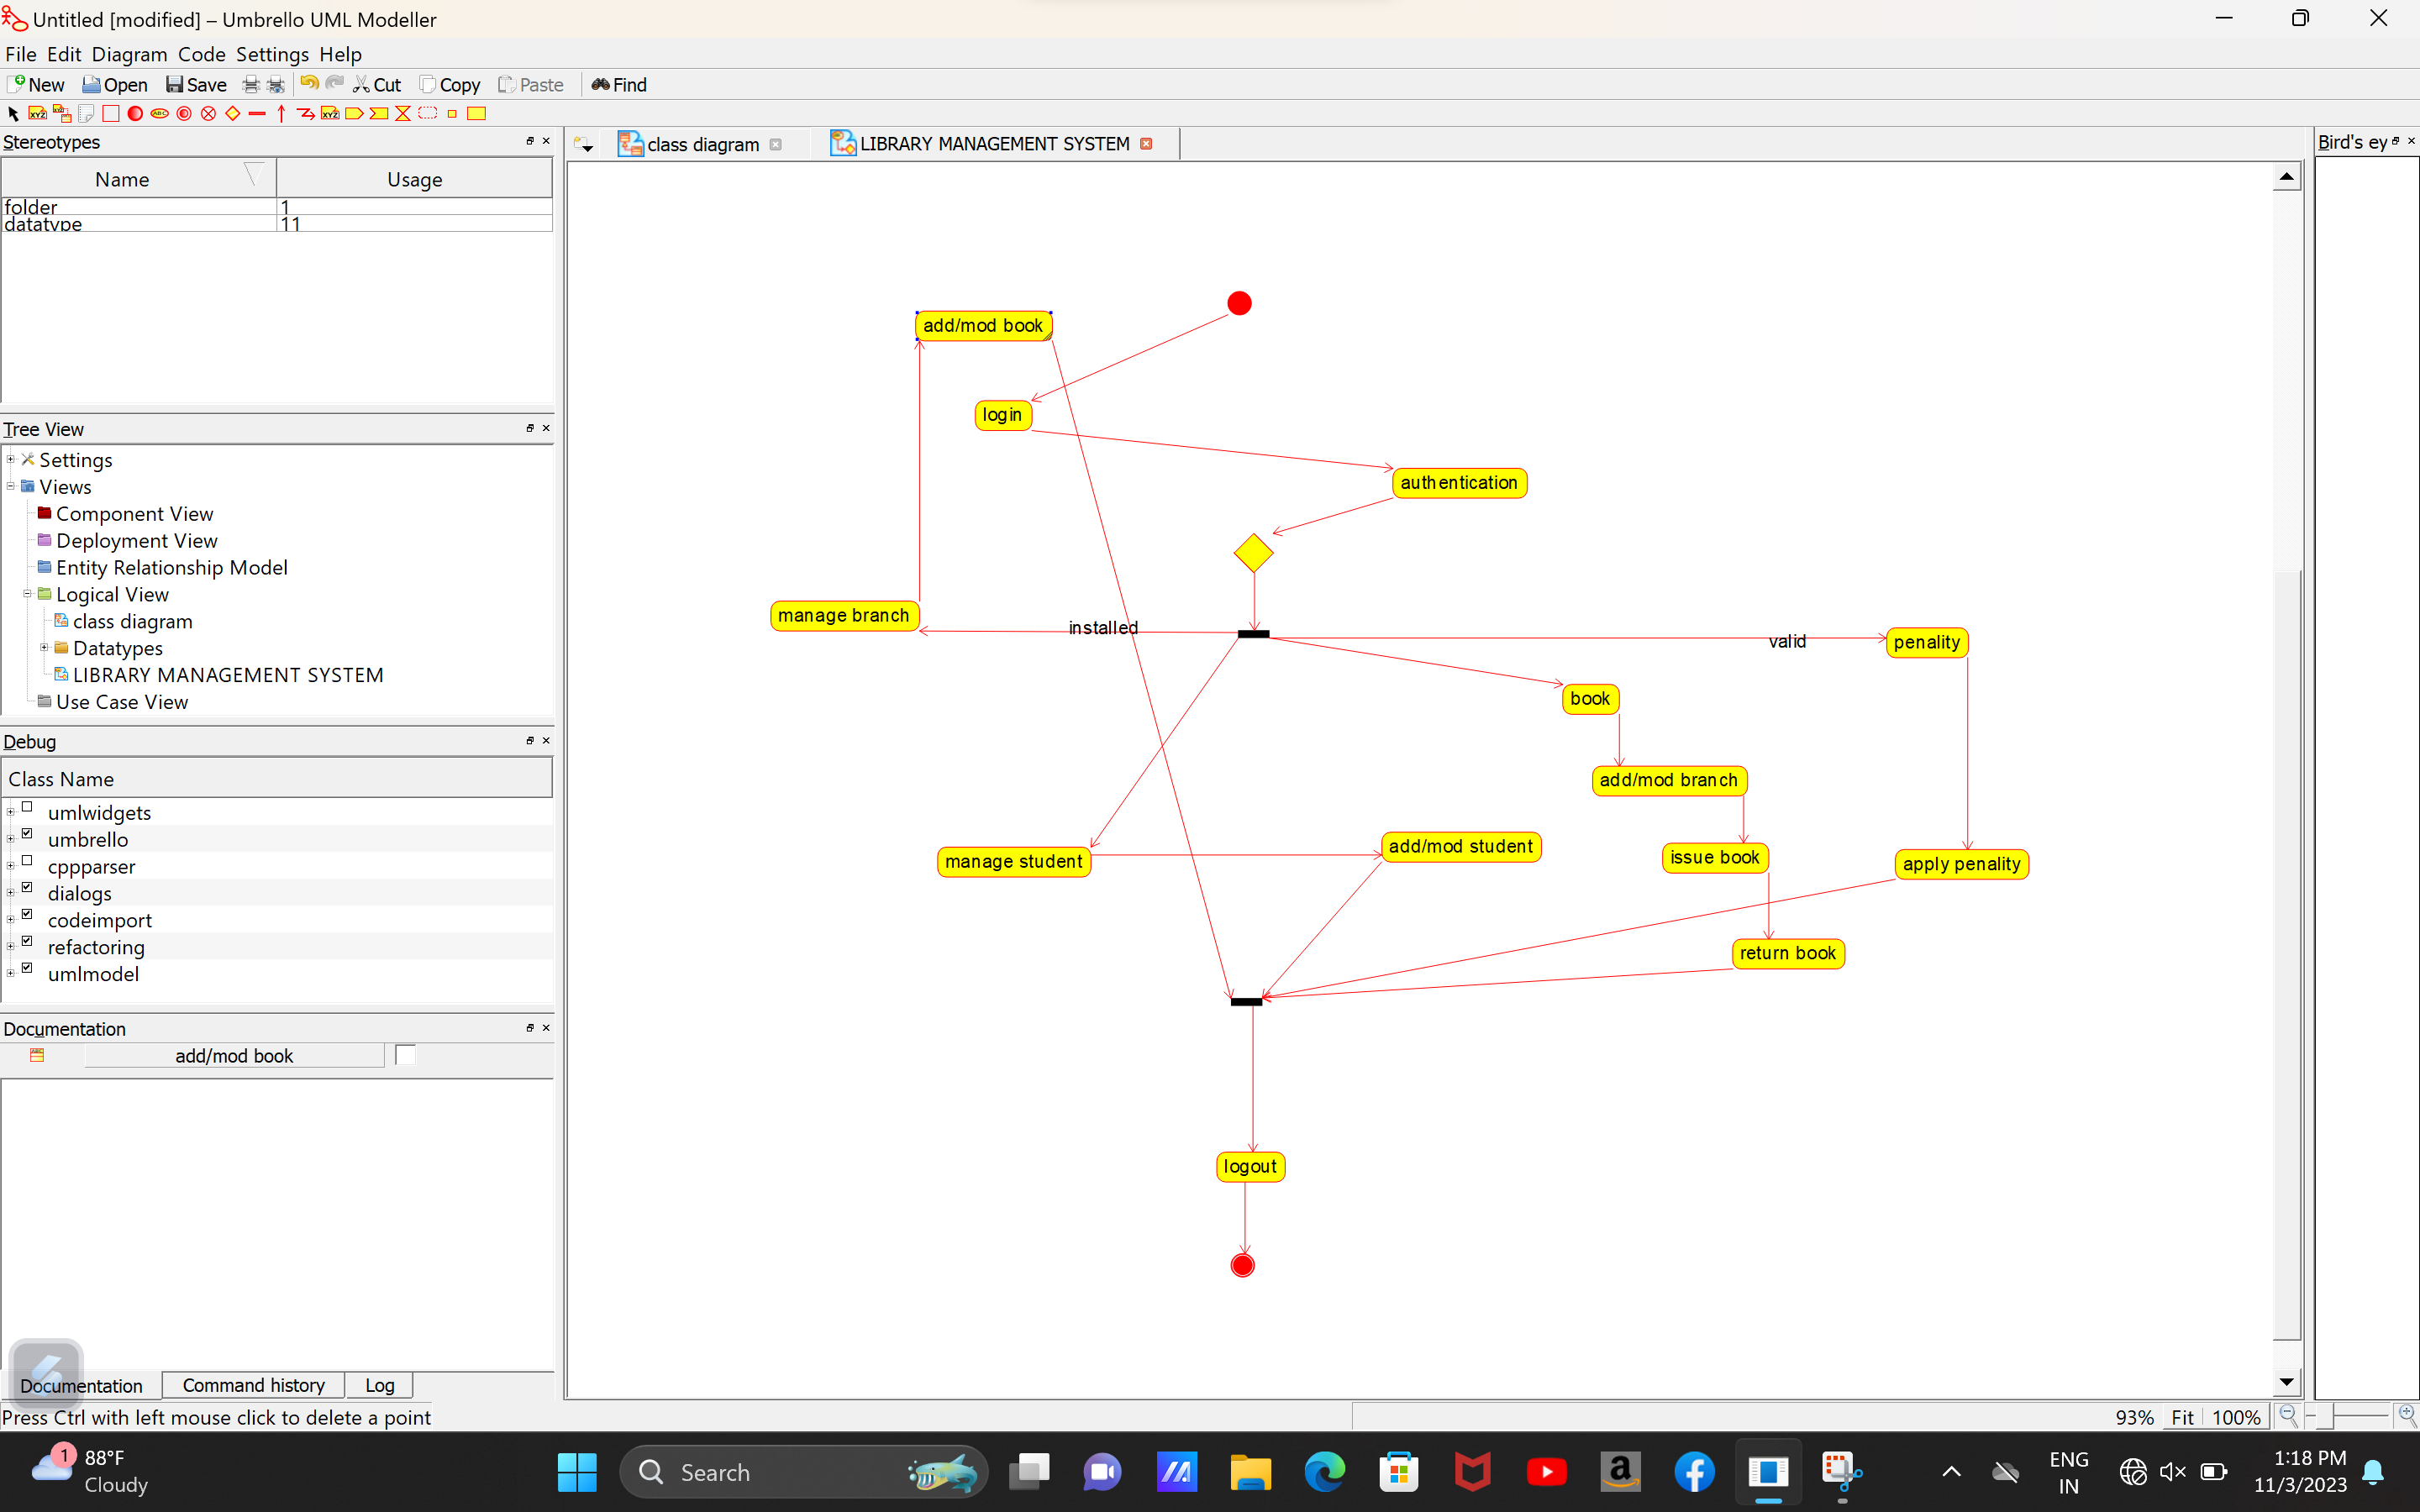 Untitled [modified] – Umbrello UML Modeller
File Edit Diagram Code Settings Help
New Open Save Cut Copy Paste Find
Stereotypes
Name Usage
folder 1
datatype 11
Tree View
Settings
Views
Component View
Deployment View
Entity Relationship Model
Logical View
class diagram
Datatypes
LIBRARY MANAGEMENT SYSTEM
Use Case View
Debug
Class Name
umlwidgets
umbrello
cppparser
dialogs
codeimport
refactoring
umlmodel
Documentation
add/mod book
Documentation Command history Log
Press Ctrl with left mouse click to delete a point
class diagram LIBRARY MANAGEMENT SYSTEM
Bird's ey
add/mod book
login
authentication
manage branch
installed
valid
penality
book
add/mod branch
manage student
add/mod student
issue book
apply penality
return book
logout
93% Fit 100%
1
88°F
Cloudy
Search
ENG
IN
1:18 PM
11/3/2023